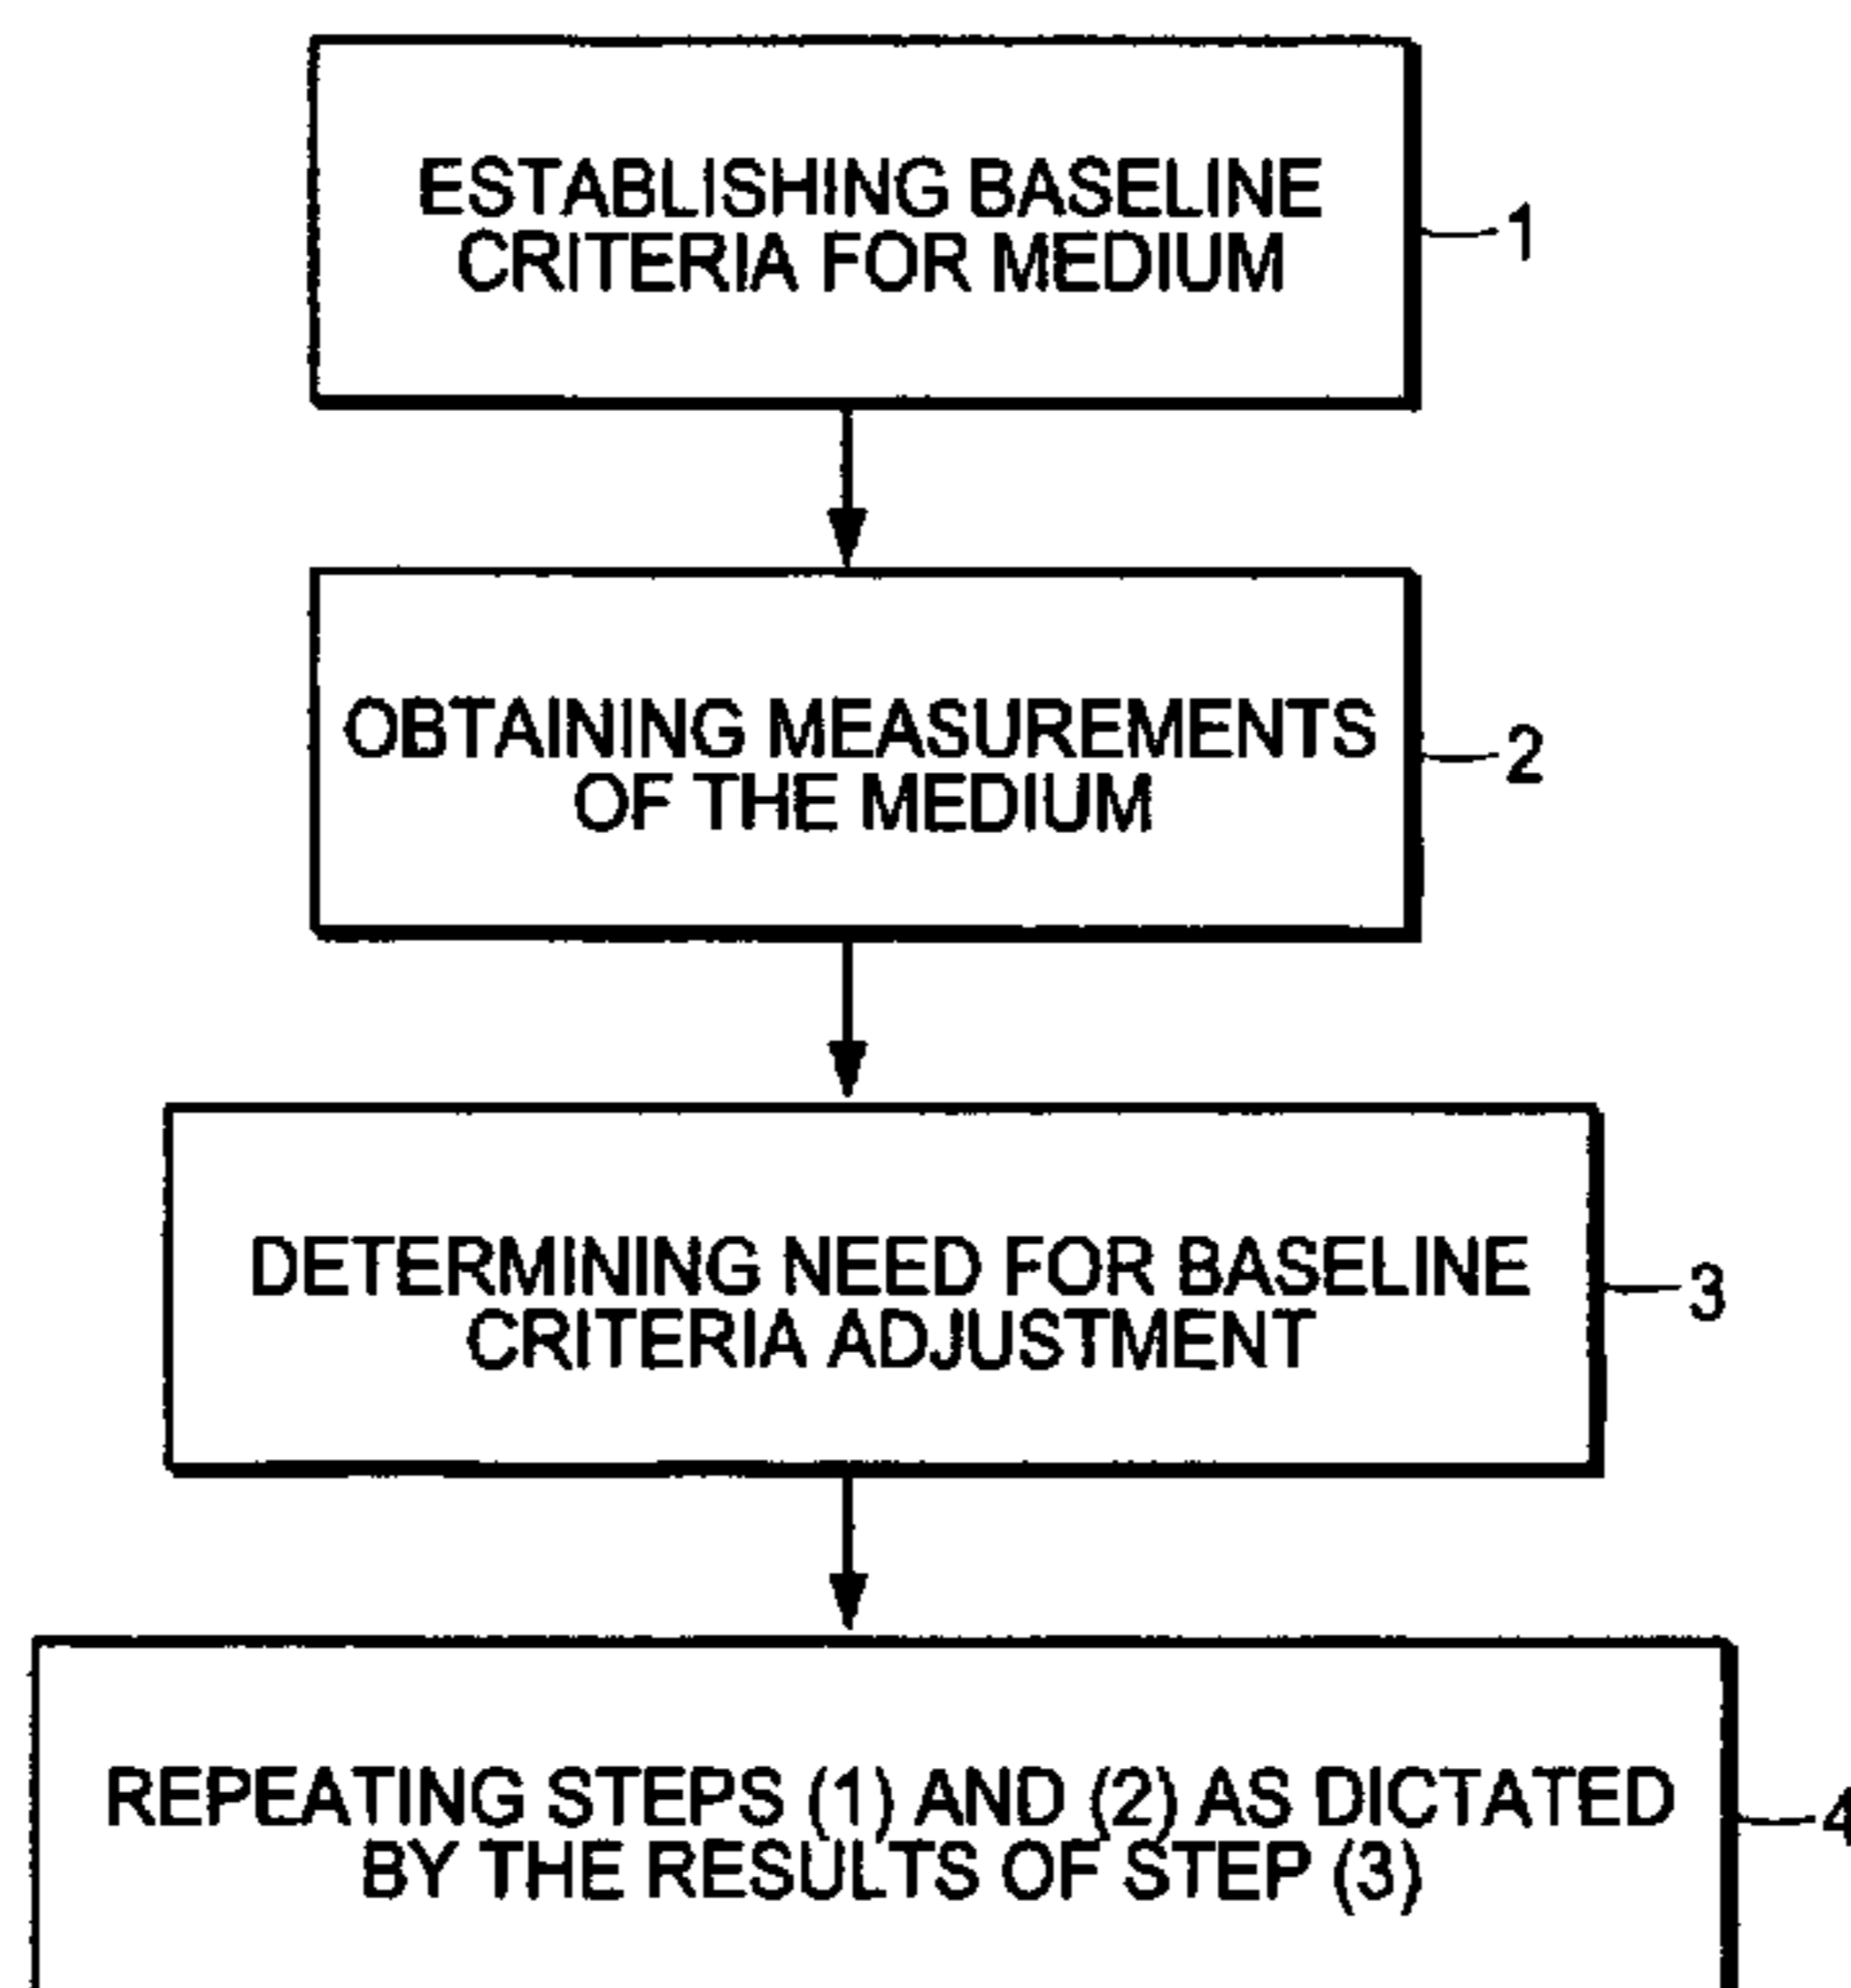 ESTABLISHING BASELINE
CRITERIA FOR MEDIUM
1
OBTAINING MEASUREMENTS
OF THE MEDIUM
2
DETERMINING NEED FOR BASELINE
CRITERIA ADJUSTMENT
3
REPEATING STEPS (1) AND (2) AS DICTATED
BY THE RESULTS OF STEP (3)
4